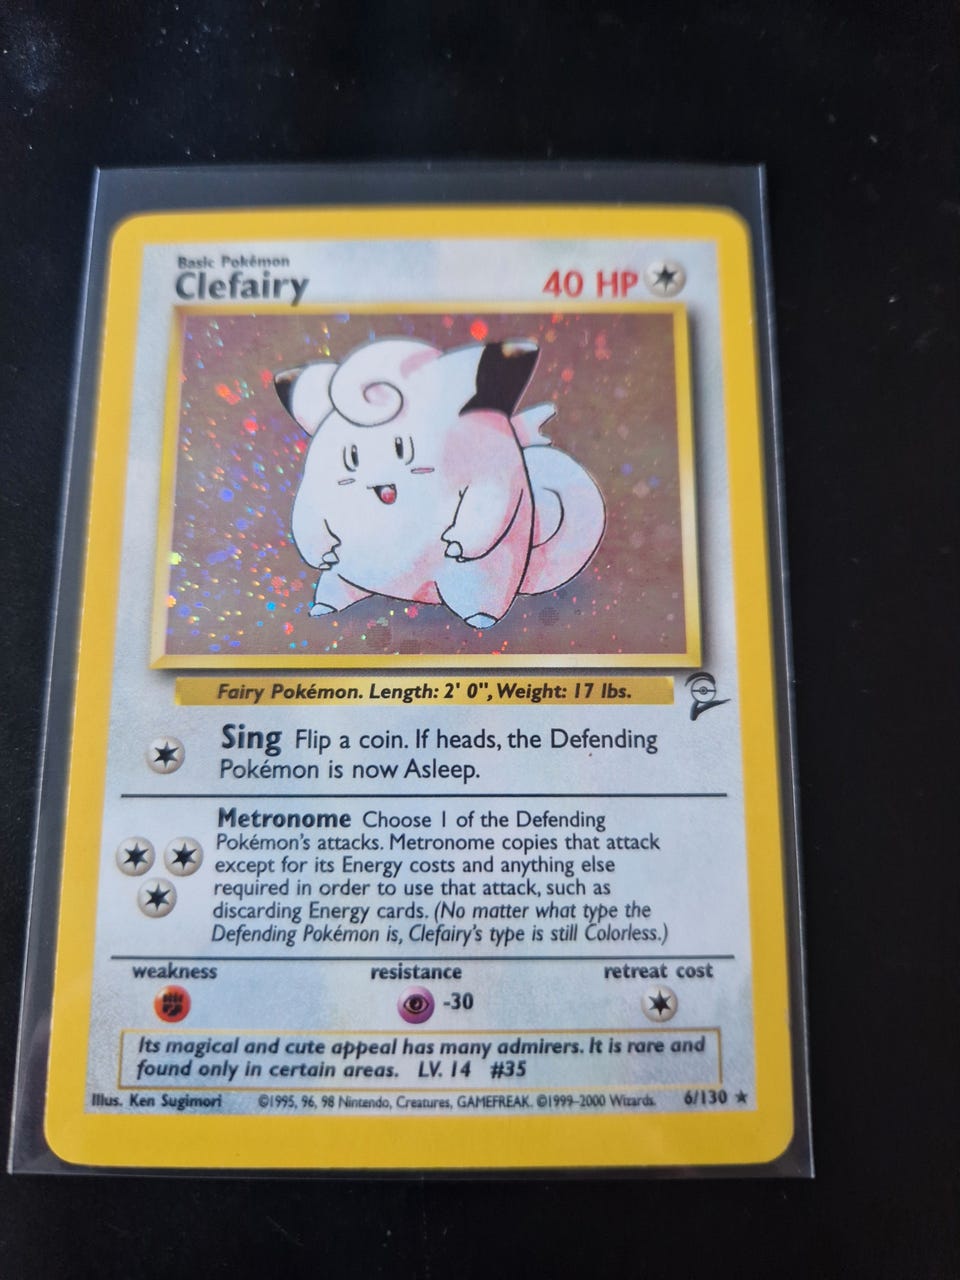 Basic Pokémon
Clefairy 40 HP
Fairy Pokémon. Length: 2' 0", Weight: 17 lbs.
Sing Flip a coin. If heads, the Defending
Pokémon is now Asleep.
Metronome Choose 1 of the Defending
Pokémon's attacks. Metronome copies that attack
except for its Energy costs and anything else
required in order to use that attack, such as
discarding Energy cards. (No matter what type the
Defending Pokémon is, Clefairy's type is still Colorless.)
weakness resistance retreat cost
-30
Its magical and cute appeal has many admirers. It is rare and
found only in certain areas. LV. 14 #35
Illus. Ken Sugimori ©1995, 96, 98 Nintendo, Creatures, GAMEFREAK. ©1999-2000 Wizards. 6/130 ★